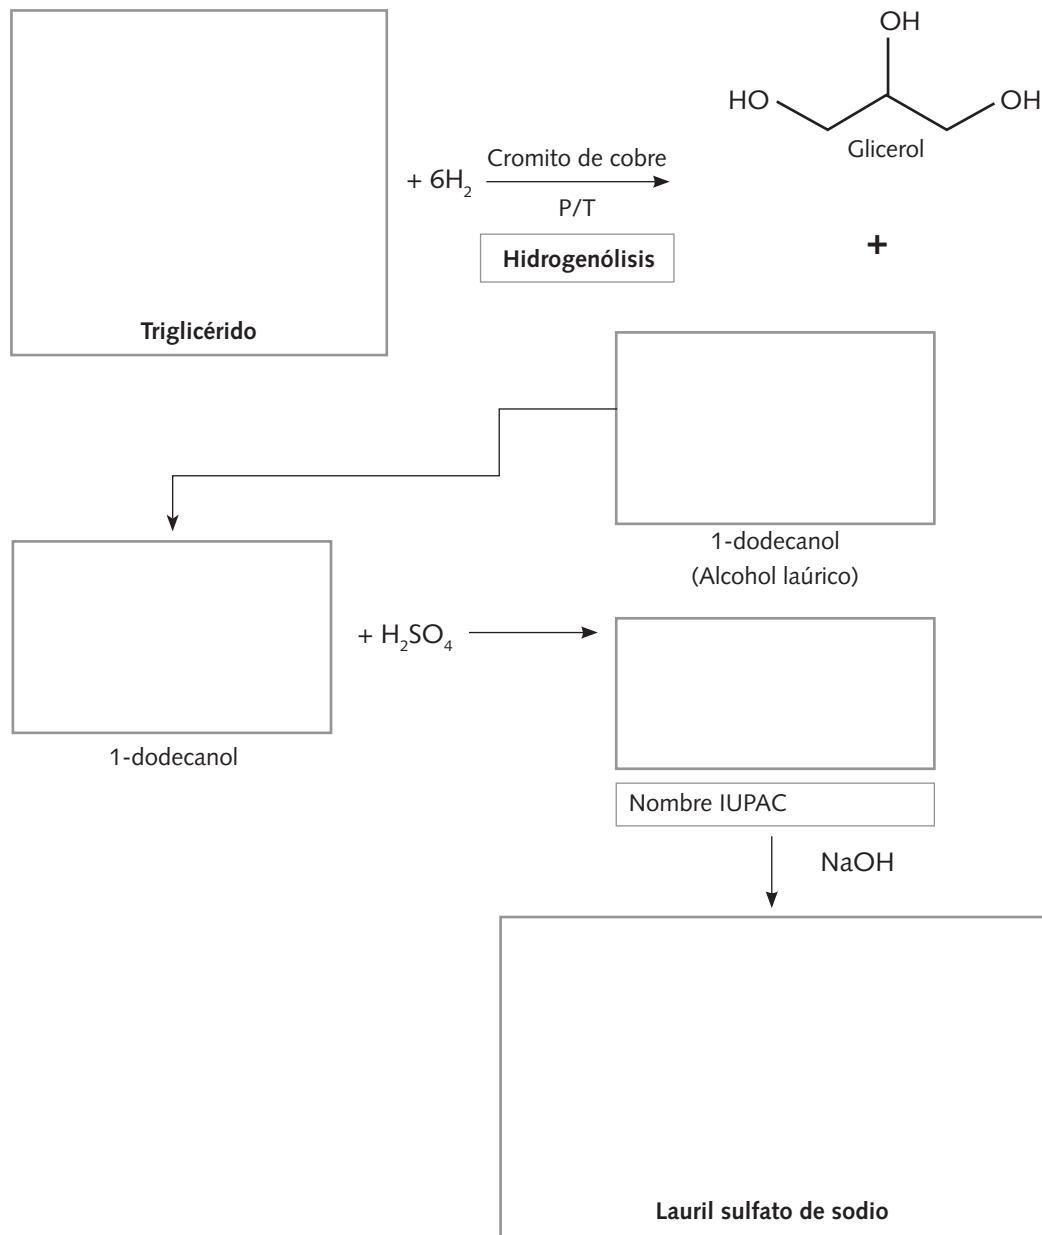 OH
HO
OH
Glicerol
+ 6H₂
Cromito de cobre
P/T
Hidrogenólisis
+
Triglicérido
1-dodecanol
(Alcohol laúrico)
+ H₂SO₄
1-dodecanol
Nombre IUPAC
NaOH
Lauril sulfato de sodio